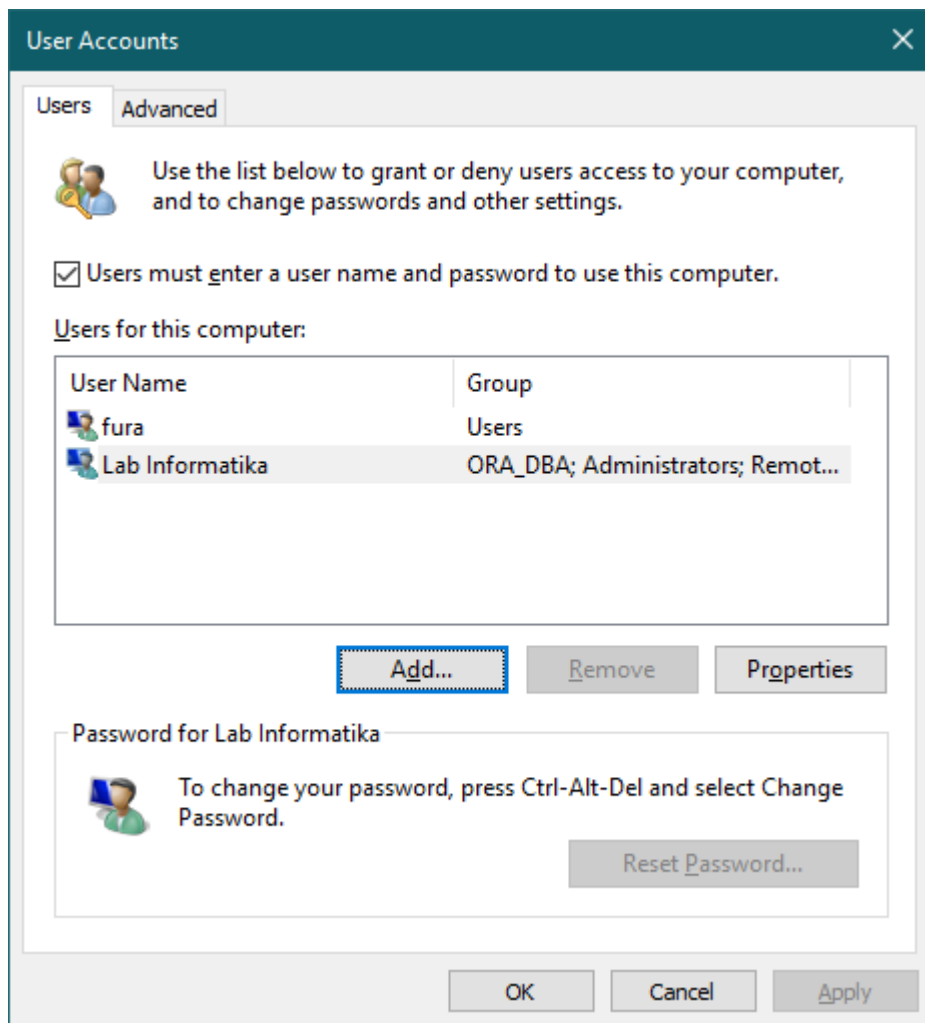 User Accounts
Users
Advanced
Use the list below to grant or deny users access to your computer,
and to change passwords and other settings.
Users must enter a user name and password to use this computer.
Users for this computer:
User Name Group
fura Users
Lab Informatika ORA_DBA; Administrators; Remot...
Add... Remove Properties
Password for Lab Informatika
To change your password, press Ctrl-Alt-Del and select Change
Password.
Reset Password...
OK Cancel Apply